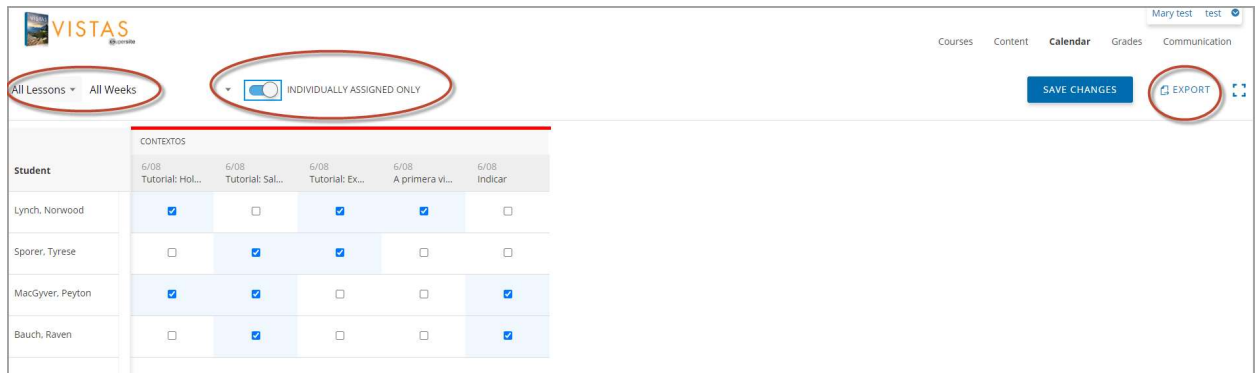 VISTAS
Mary test test
Courses Content Calendar Grades Communication
All Lessons All Weeks INDIVIDUALLY ASSIGNED ONLY SAVE CHANGES EXPORT
CONTEXTOS
Student
6/08 6/08 6/08 6/08 6/08
Tutorial: Hol... Tutorial: Sal... Tutorial: Ex... A primera vi... Indicar
Lynch, Norwood
Sporer, Tyrese
MacGyver, Peyton
Bauch, Raven